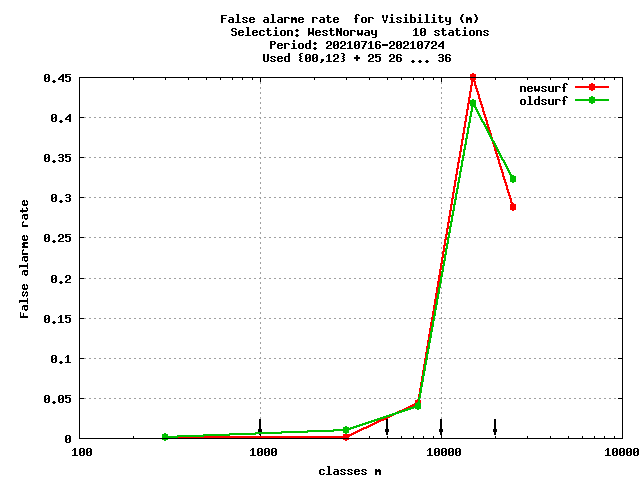 False alarme rate  for Visibility (m)
Selection: WestNorway     10 stations
Period: 20210716-20210724
Used {00,12} + 25 26 ... 36
newsurf
oldsurf
0.45
0.4
0.35
0.3
0.25
0.2
0.15
0.1
0.05
0
False alarme rate
100 1000 10000 100000
classes m